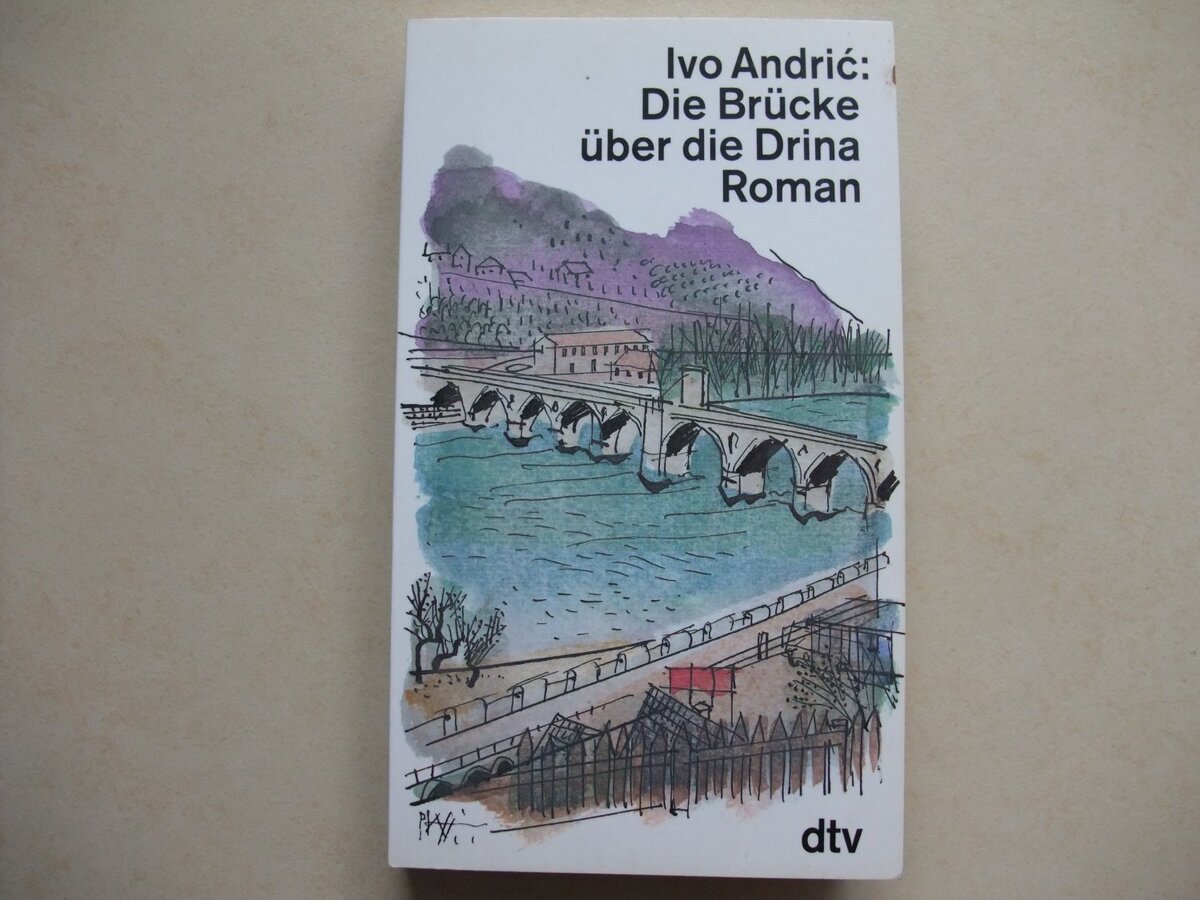 Ivo Andrić:
Die Brücke
über die Drina
Roman
dtv